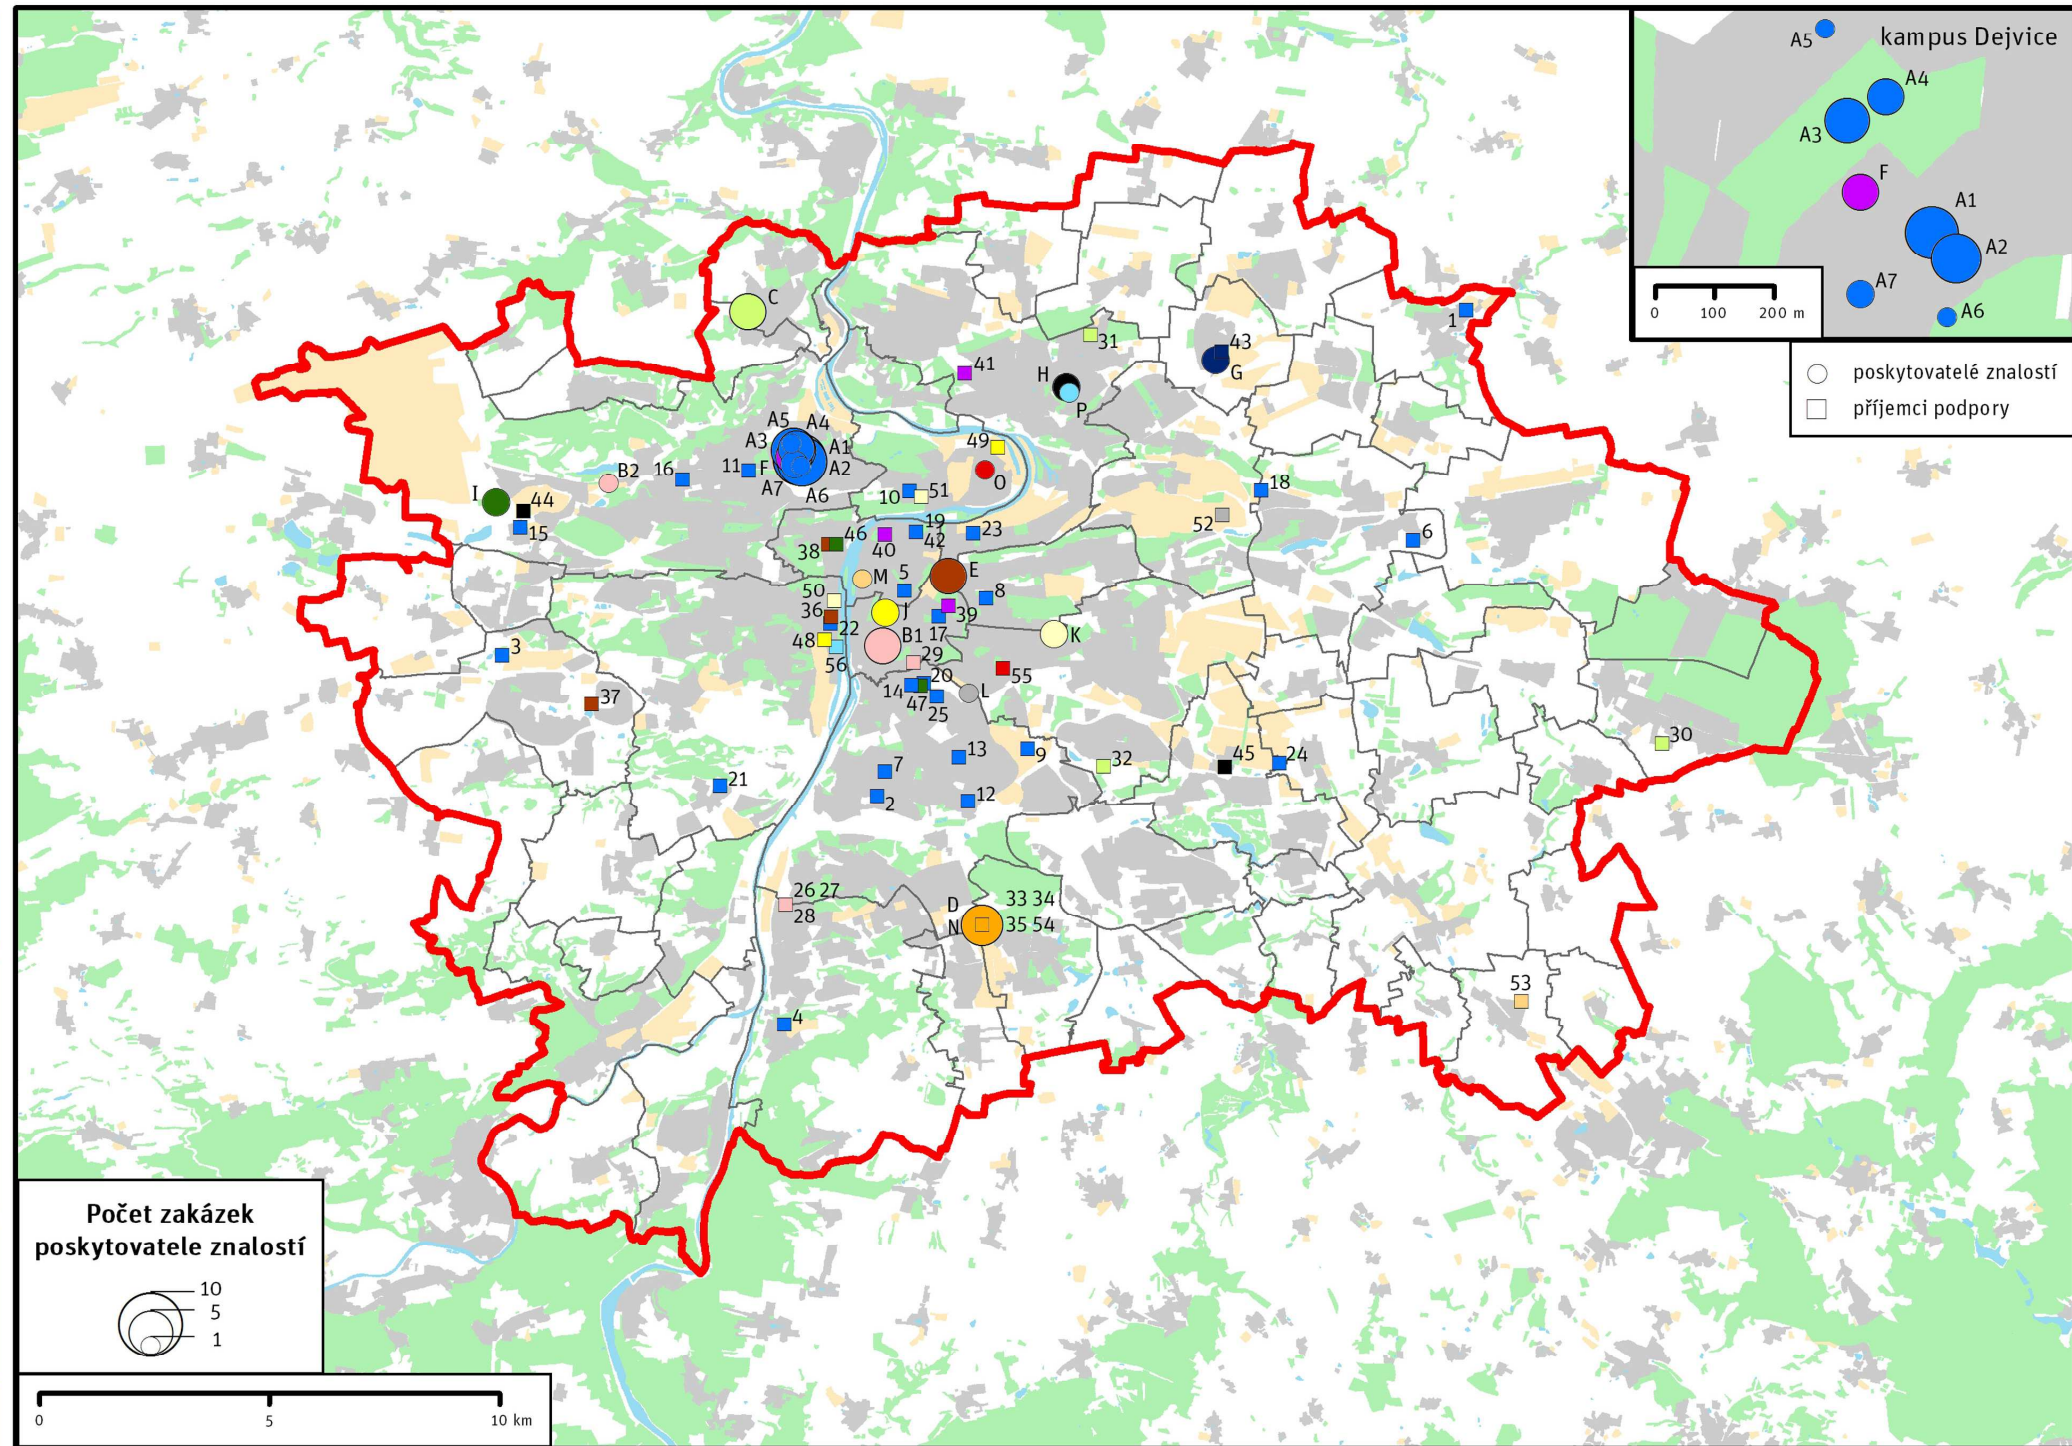 A5
kampus Dejvice
A4
A3
F
A1
A2
A7
A6
0 100 200 m
poskytovatelé znalostí
příjemci podpory
C
1
31
43
G
41
H
P
A5 A4
A3 A1
F A2
A7 A6
11
16
B2
I
44
15
49
O
10 51
18
52
6
19
42
23
40
46
38
M
5
E
8
50
36
22
J
39
17
K
48
56
B1
29
55
3
37
14
20
47
25
L
13
9
32
45
24
30
7
2
12
21
26 27
28
D
N
33 34
35 54
53
4
Počet zakázek
poskytovatele znalostí
10
5
1
0 5 10 km